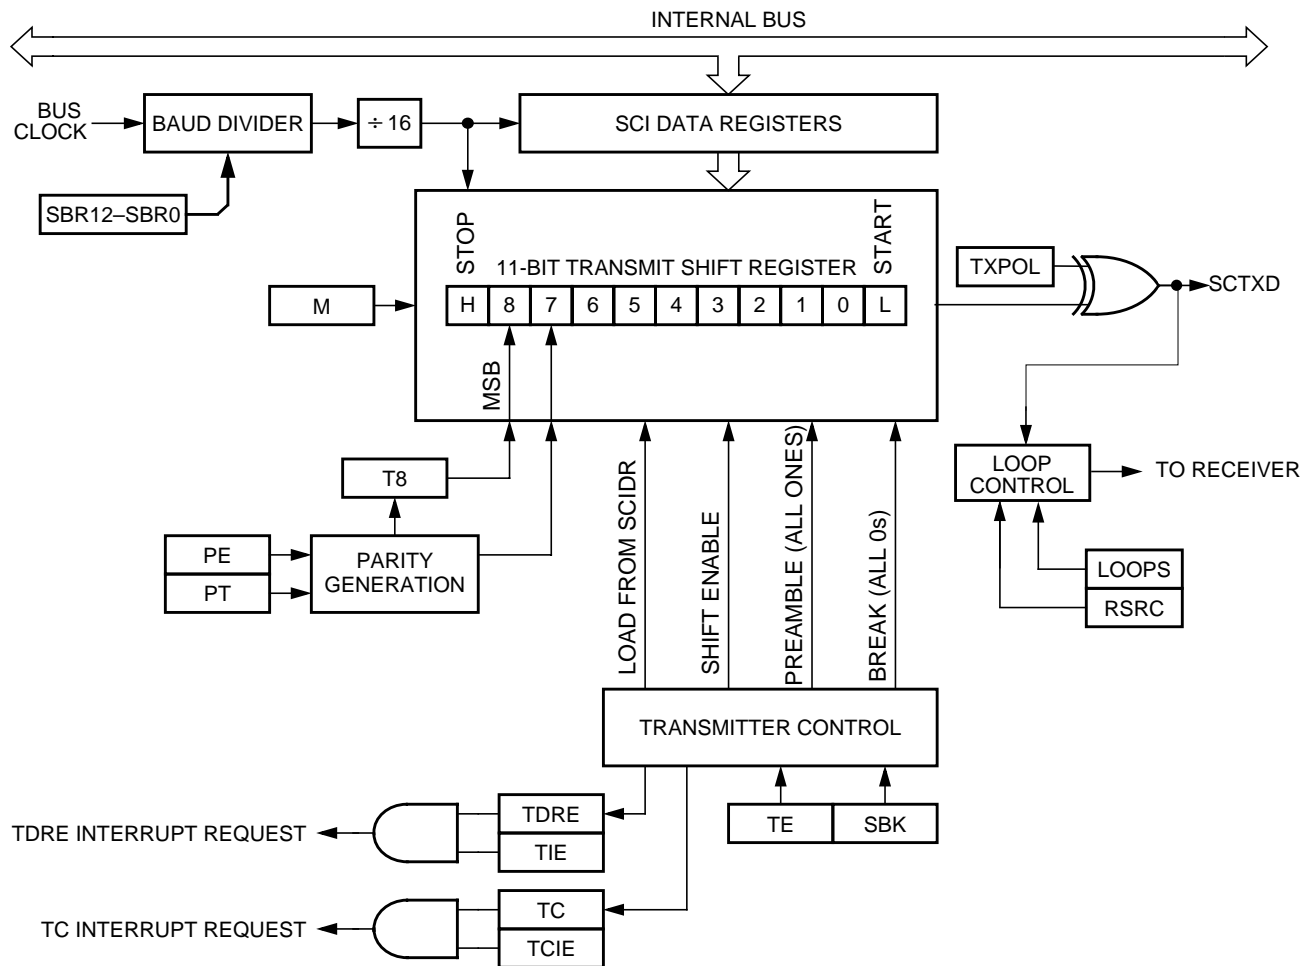 INTERNAL BUS
BUS
CLOCK
BAUD DIVIDER
÷ 16
SCI DATA REGISTERS
SBR12–SBR0
STOP
11-BIT TRANSMIT SHIFT REGISTER
START
H 8 7 6 5 4 3 2 1 0 L
M
TXPOL
SCTXD
MSB
T8
LOOP
CONTROL
TO RECEIVER
PE
PT
PARITY
GENERATION
LOAD FROM SCIDR
SHIFT ENABLE
PREAMBLE (ALL ONES)
BREAK (ALL 0s)
LOOPS
RSRC
TRANSMITTER CONTROL
TDRE INTERRUPT REQUEST
TDRE
TIE
TE
SBK
TC INTERRUPT REQUEST
TC
TCIE